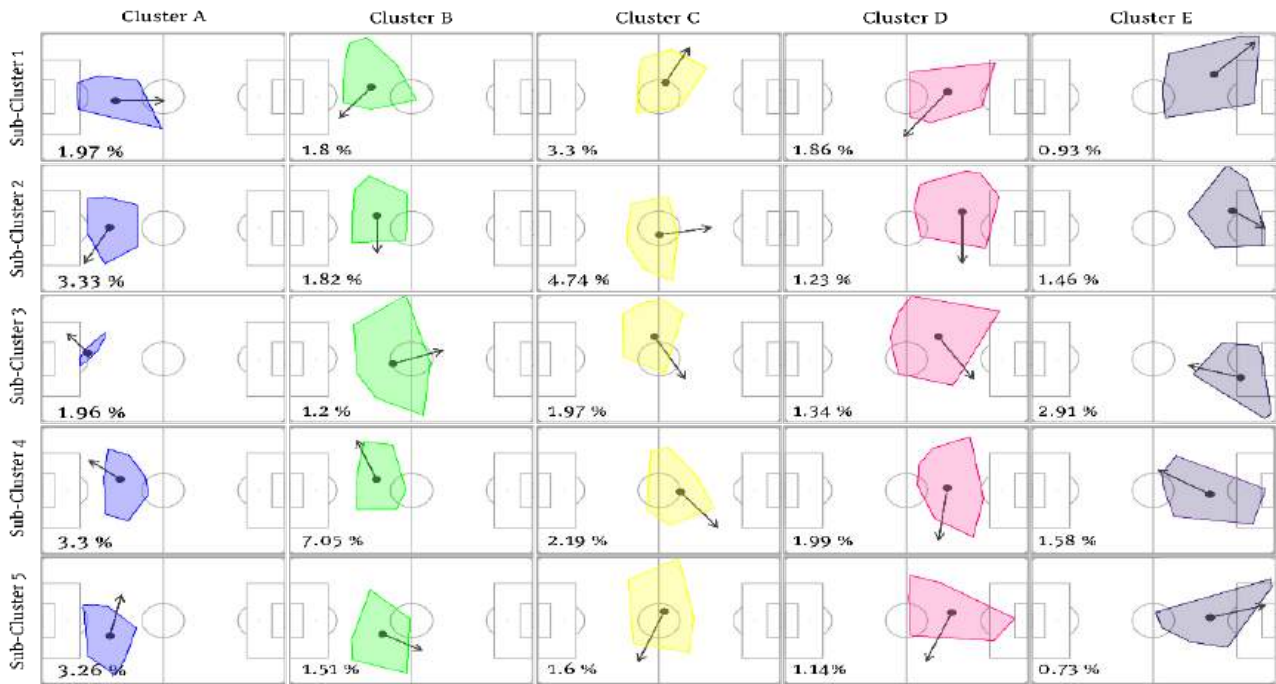 Cluster A Cluster B Cluster C Cluster D Cluster E
Sub-Cluster 1
1.97 % 1.8 % 3.3 % 1.86 % 0.93 %
Sub-Cluster 2
3.33 % 1.82 % 4.74 % 1.23 % 1.46 %
Sub-Cluster 3
1.96 % 1.2 % 1.97 % 1.34 % 2.91 %
Sub-Cluster 4
3.3 % 7.05 % 2.19 % 1.99 % 1.58 %
Sub-Cluster 5
3.26 % 1.51 % 1.6 % 1.14% 0.73 %